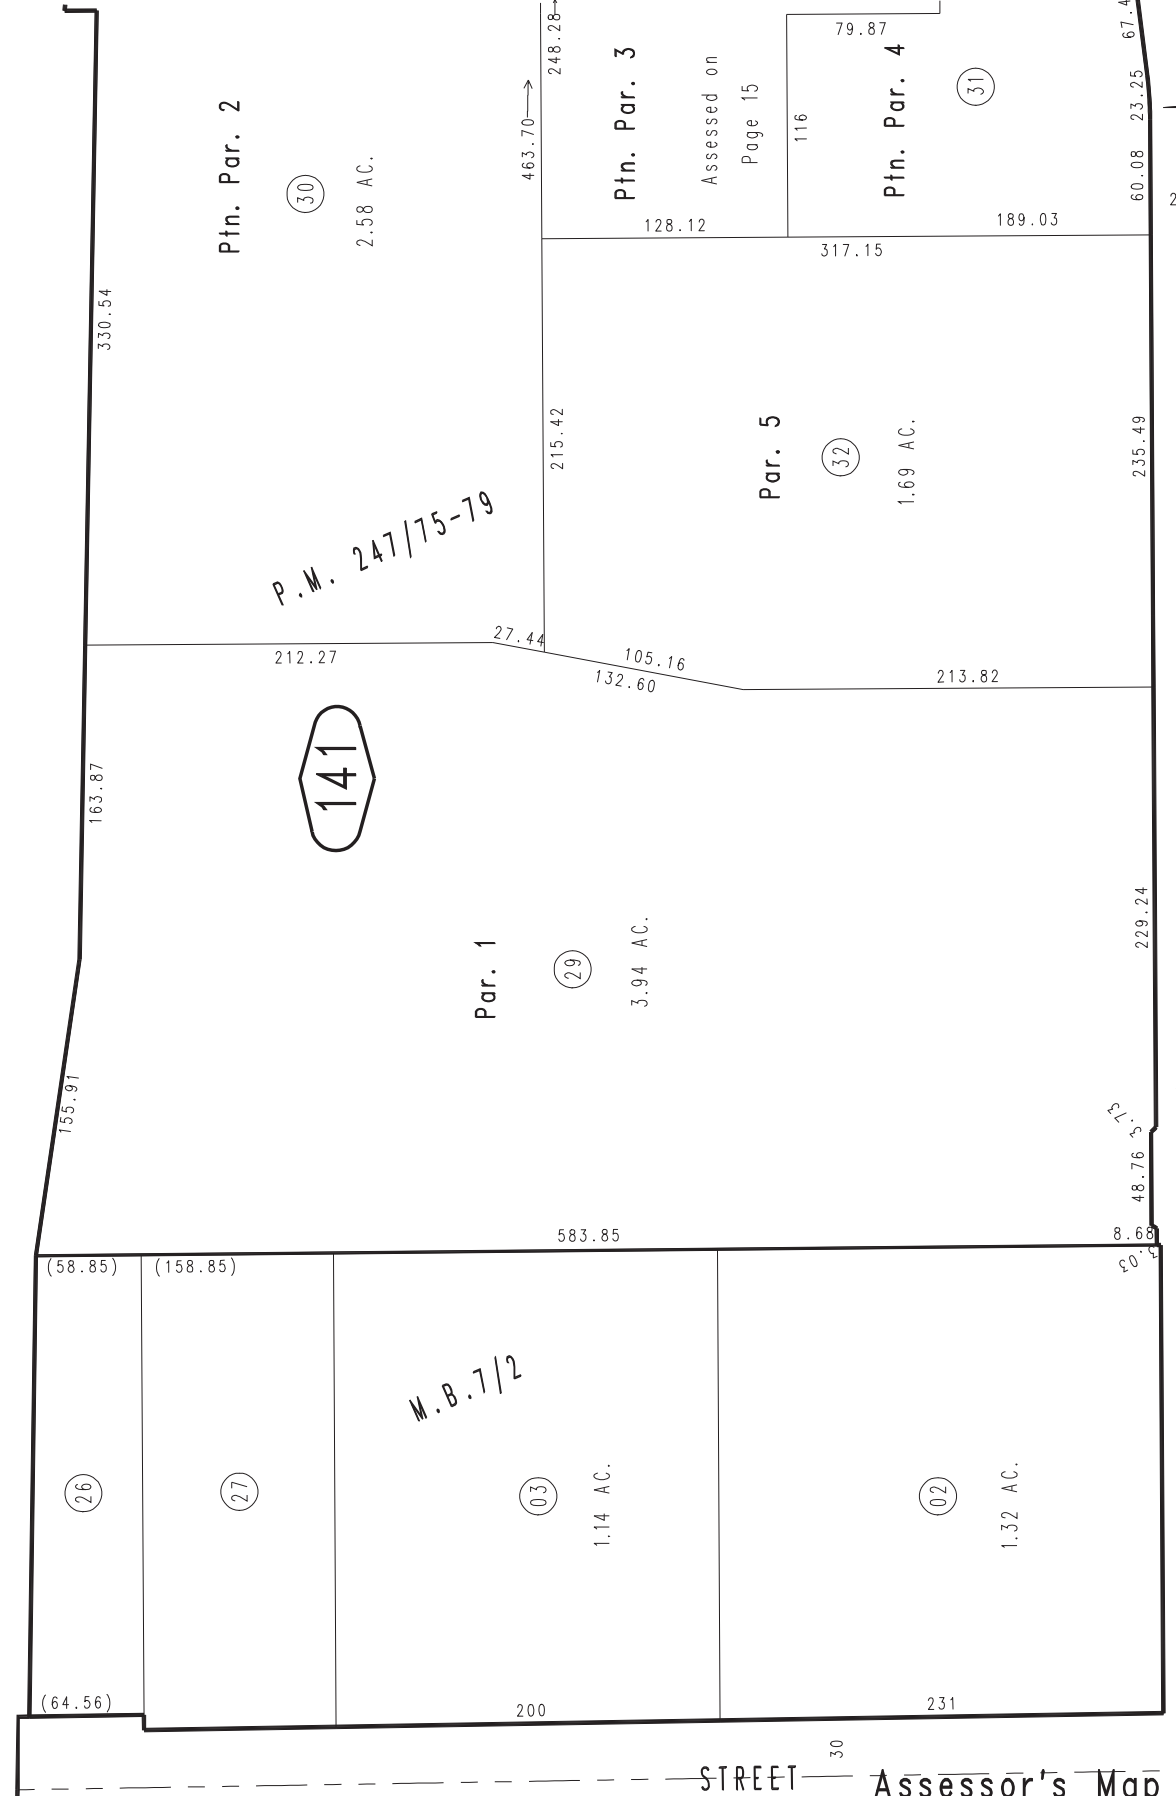 248.28
463.70
Ptn. Par. 2
30
2.58 AC.
Ptn. Par. 3
Assessed on
Page 15
79.87
116
Ptn. Par. 4
31
67.4
23.25
60.08
2
128.12
189.03
317.15
330.54
215.42
Par. 5
32
1.69 AC.
235.49
P.M. 247/75-79
27.44
212.27
105.16
132.60
213.82
141
163.87
Par. 1
29
3.94 AC.
229.24
155.91
3.73
48.76
583.85
8.68
3.03
(58.85)
(158.85)
M.B.7/2
26
27
03
1.14 AC.
02
1.32 AC.
(64.56)
200
231
30
STREET
Assessor's Map